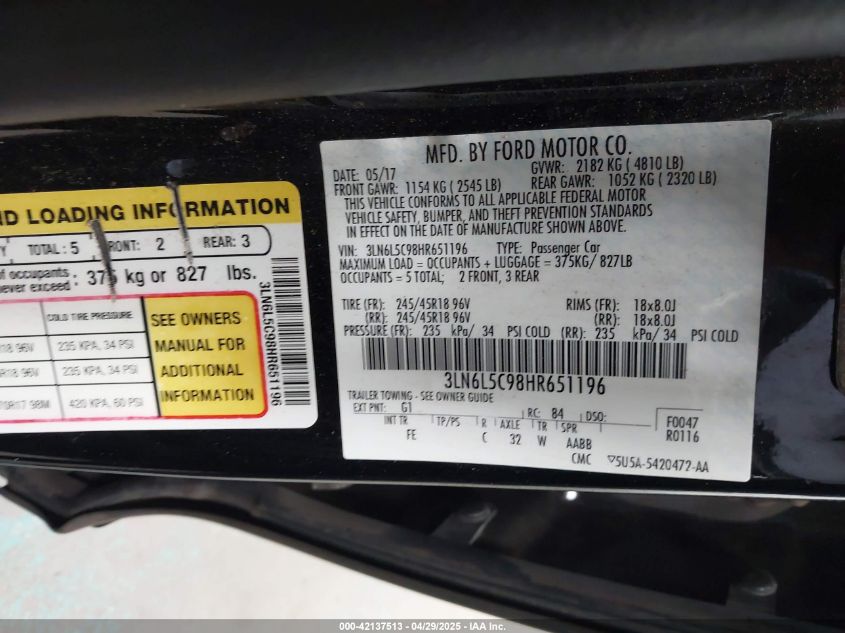 ND LOADING INFORMATION
TOTAL : 5 FRONT: 2 REAR: 3
of occupants
never exceed : 375 kg or 827 lbs.
COLD TIRE PRESSURE
R18 96V 235 KPA, 34 PSI
R18 96V 235 KPA, 34 PSI
420 KPA, 60 PSI
SEE OWNERS
MANUAL FOR
ADDITIONAL
INFORMATION
3LN6L5C98HR651196
MFD. BY FORD MOTOR CO.
DATE: 05/17 GVWR: 2182 KG ( 4810 LB)
FRONT GAWR: 1154 KG ( 2545 LB) REAR GAWR: 1052 KG ( 2320 LB)
THIS VEHICLE CONFORMS TO ALL APPLICABLE FEDERAL MOTOR
VEHICLE SAFETY, BUMPER, AND THEFT PREVENTION STANDARDS
IN EFFECT ON THE DATE OF MANUFACTURE SHOWN ABOVE.
VIN: 3LN6L5C98HR651196 TYPE: Passenger Car
MAXIMUM LOAD = OCCUPANTS + LUGGAGE = 375KG/ 827LB
OCCUPANTS = 5 TOTAL; 2 FRONT, 3 REAR
TIRE (FR): 245/45R18 96V RIMS (FR): 18x8.0J
(RR): 245/45R18 96V (RR): 18x8.0J
PRESSURE (FR): 235 kPa/ 34 PSI COLD (RR): 235 kPa/ 34 PSI COLD
3LN6L5C98HR651196
TRAILER TOWING - SEE OWNER GUIDE
EXT PNT: G1 RC: 84 DSO: F0047
INT TR TP/PS R AXLE TR SPR R0116
FE C 32 W AABB
CMC ▽5U5A-5420472-AA
000-42137513 - 04/29/2025 - IAA Inc.